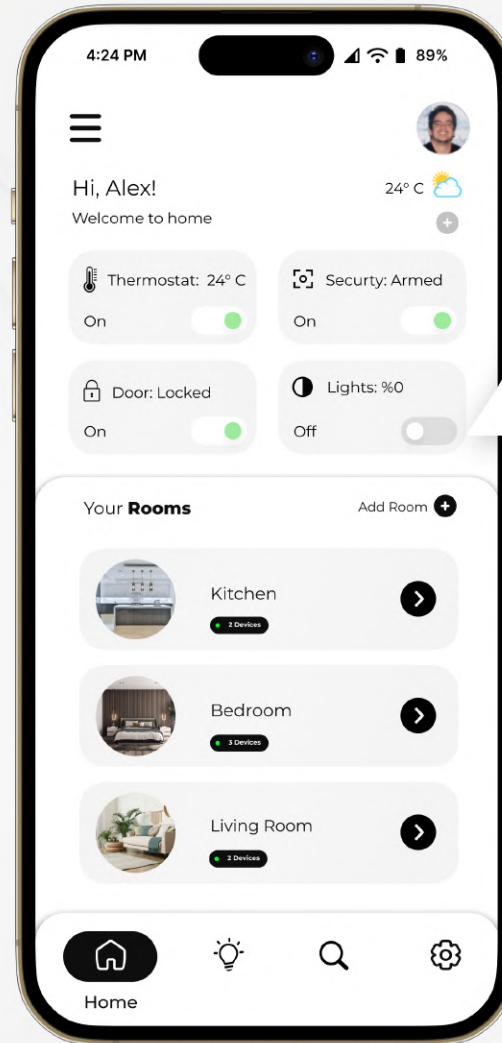 4:24 PM 89%
Hi, Alex!
24° C
Welcome to home
Thermostat: 24° C
On
Securty: Armed
On
Door: Locked
On
Lights: %0
Off
Your Rooms
Add Room
Kitchen
2 Devices
Bedroom
3 Devices
Living Room
2 Devices
Home